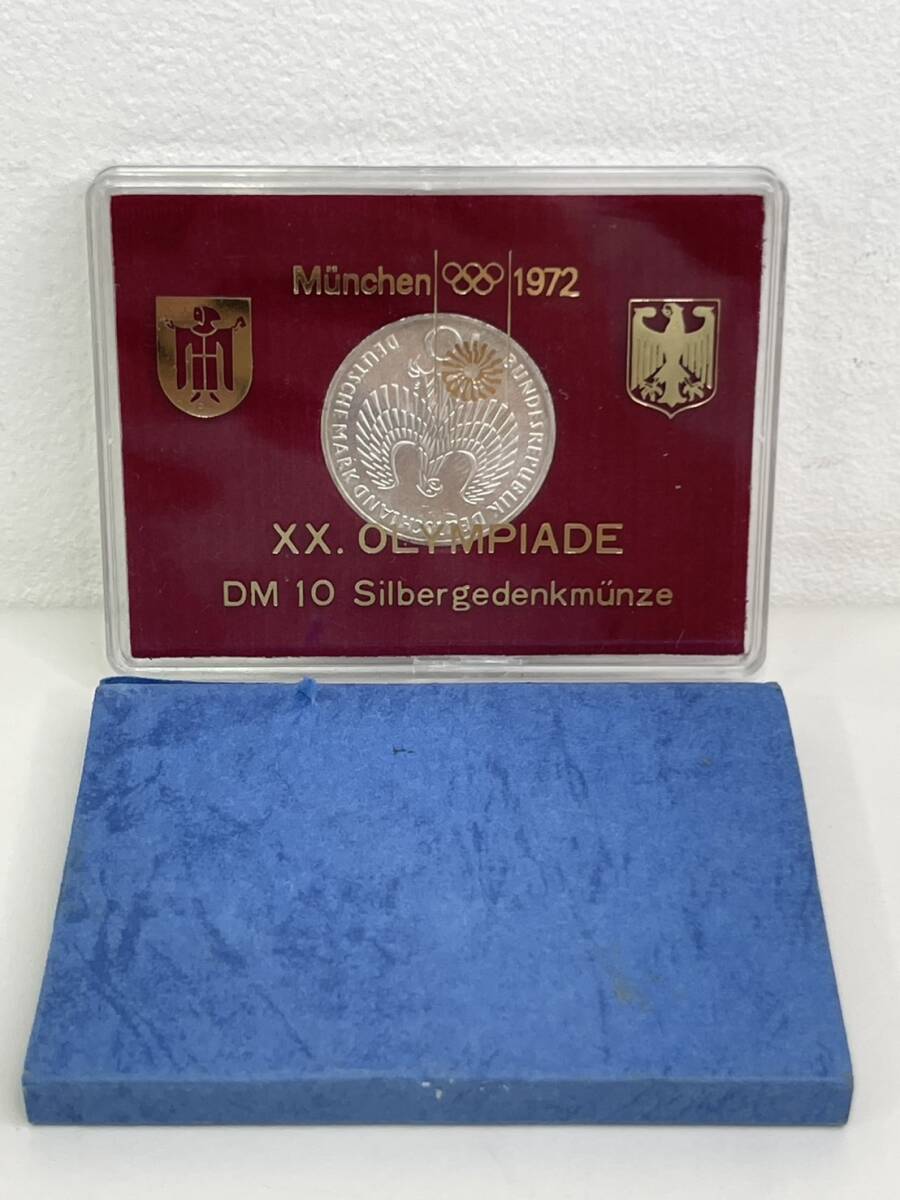 München 1972
BUNDESREPUBLIK DEUTSCHLAND
DEUTSCHE MARK
XX. OLYMPIADE
DM 10 Silbergedenkmünze